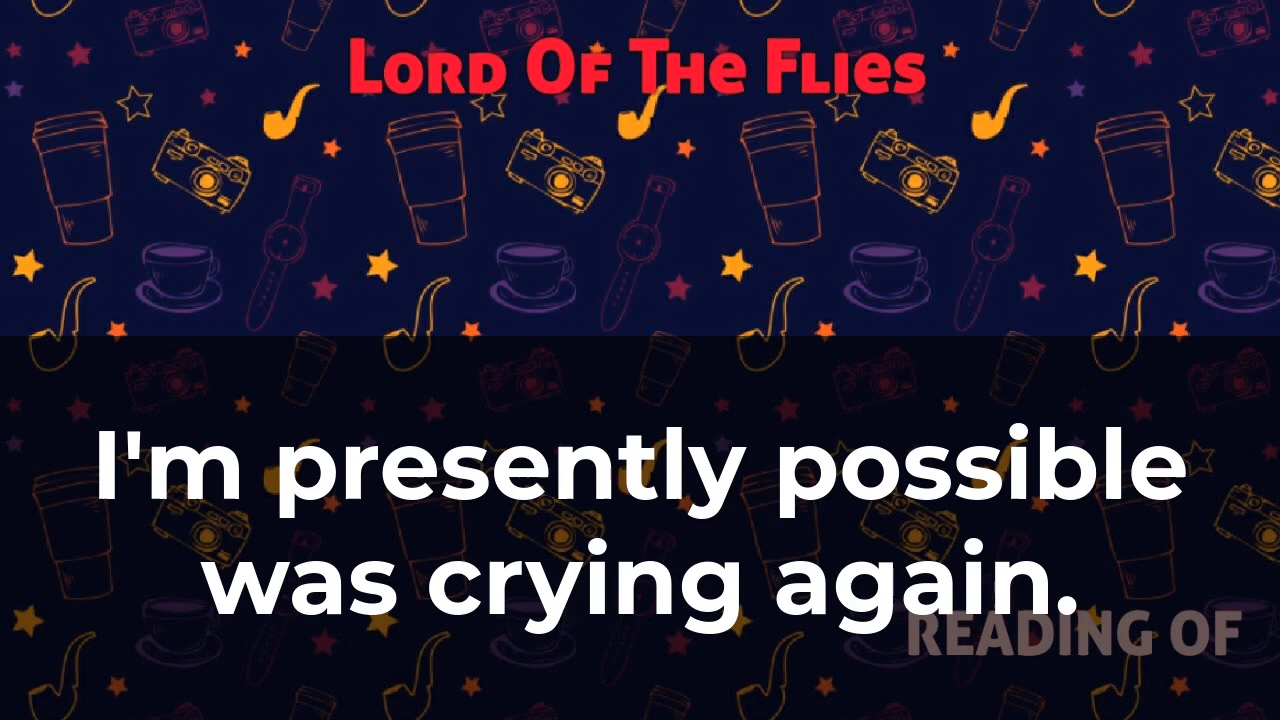 Lord Of The Flies
I'm presently possible
was crying again.
READING OF